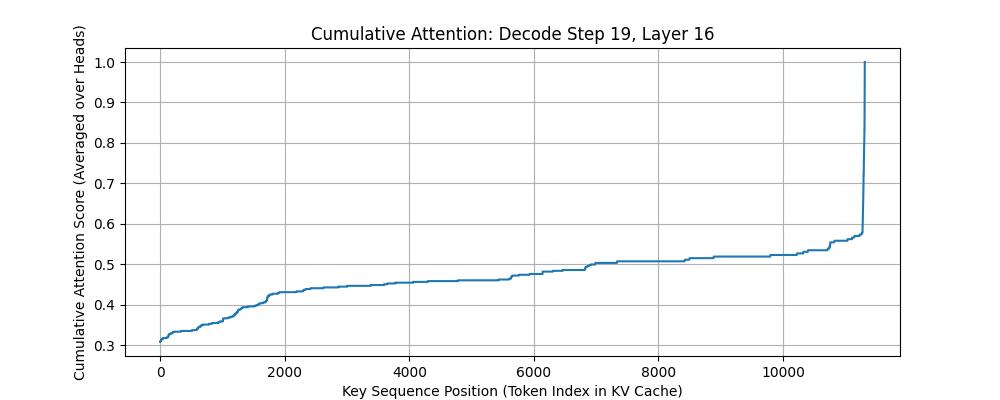 Cumulative Attention: Decode Step 19, Layer 16
Cumulative Attention Score (Averaged over Heads)
1.0
0.9
0.8
0.7
0.6
0.5
0.4
0.3
0 2000 4000 6000 8000 10000
Key Sequence Position (Token Index in KV Cache)